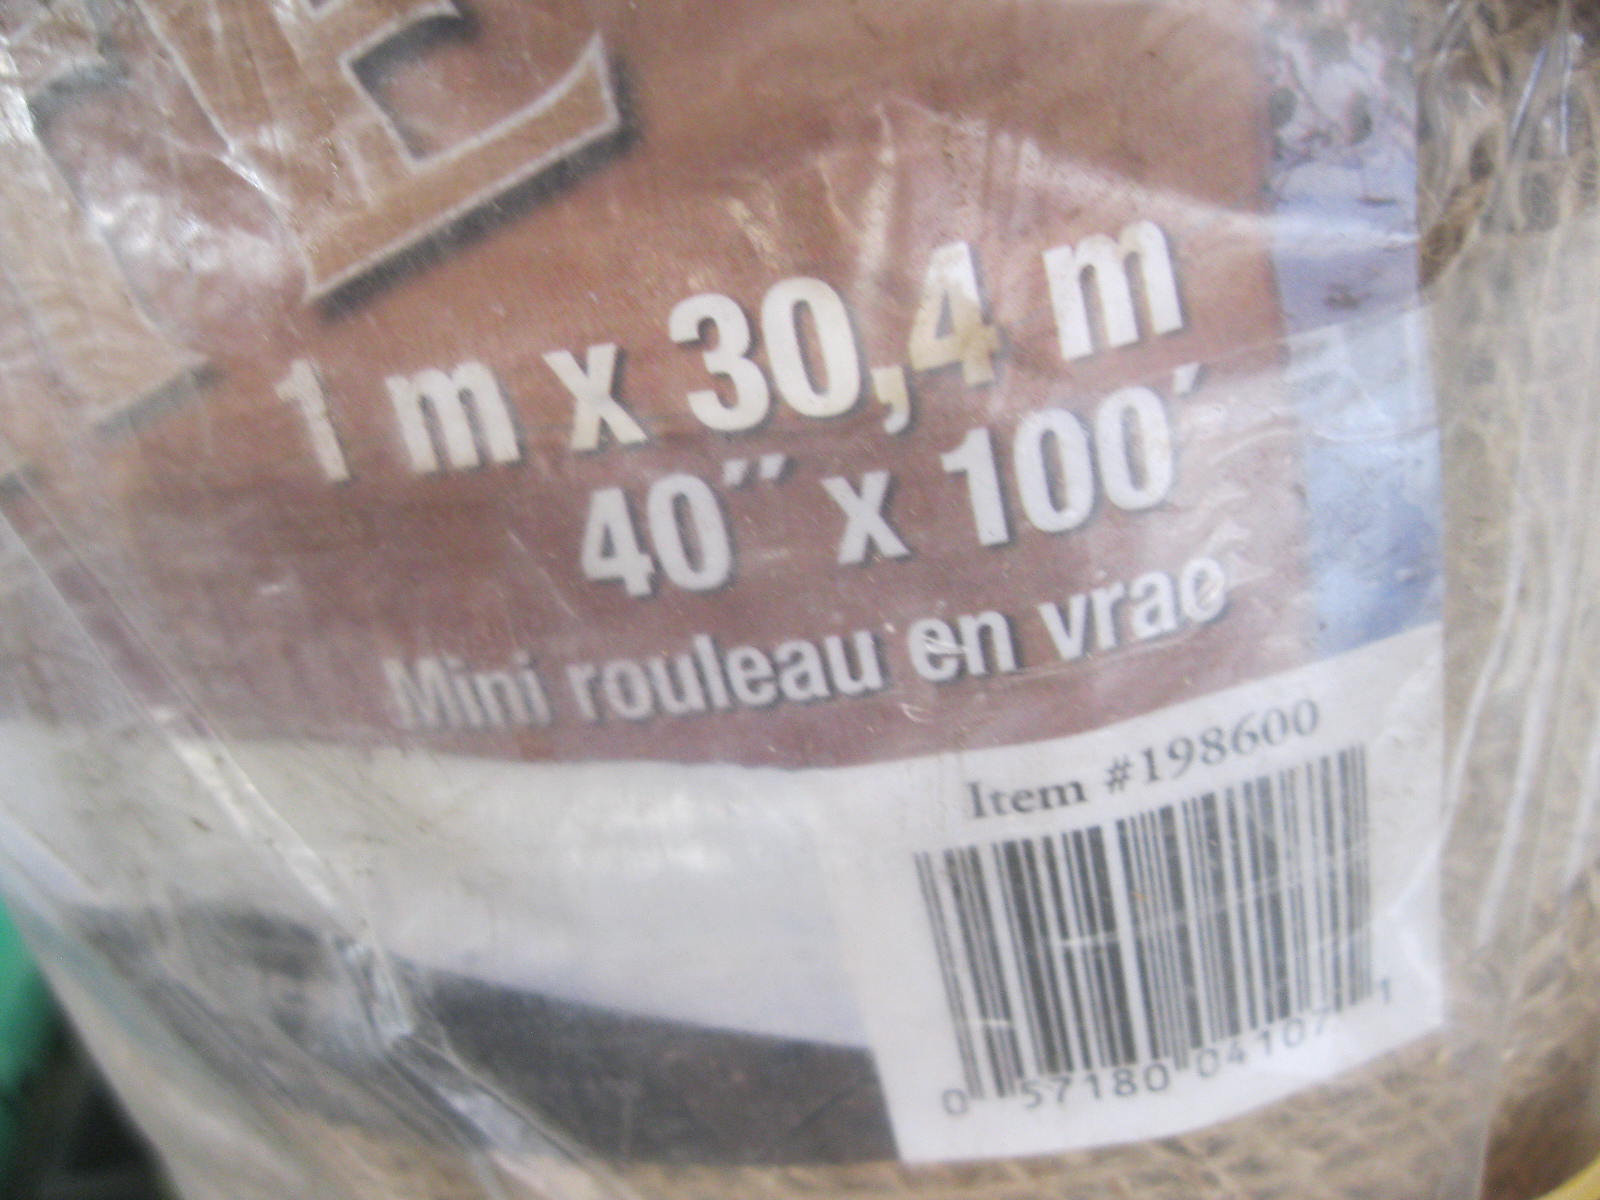 E
1 m x 30,4 m
40" x 100'
Mini rouleau en vrac
Item #198600
0 57180 04107 1